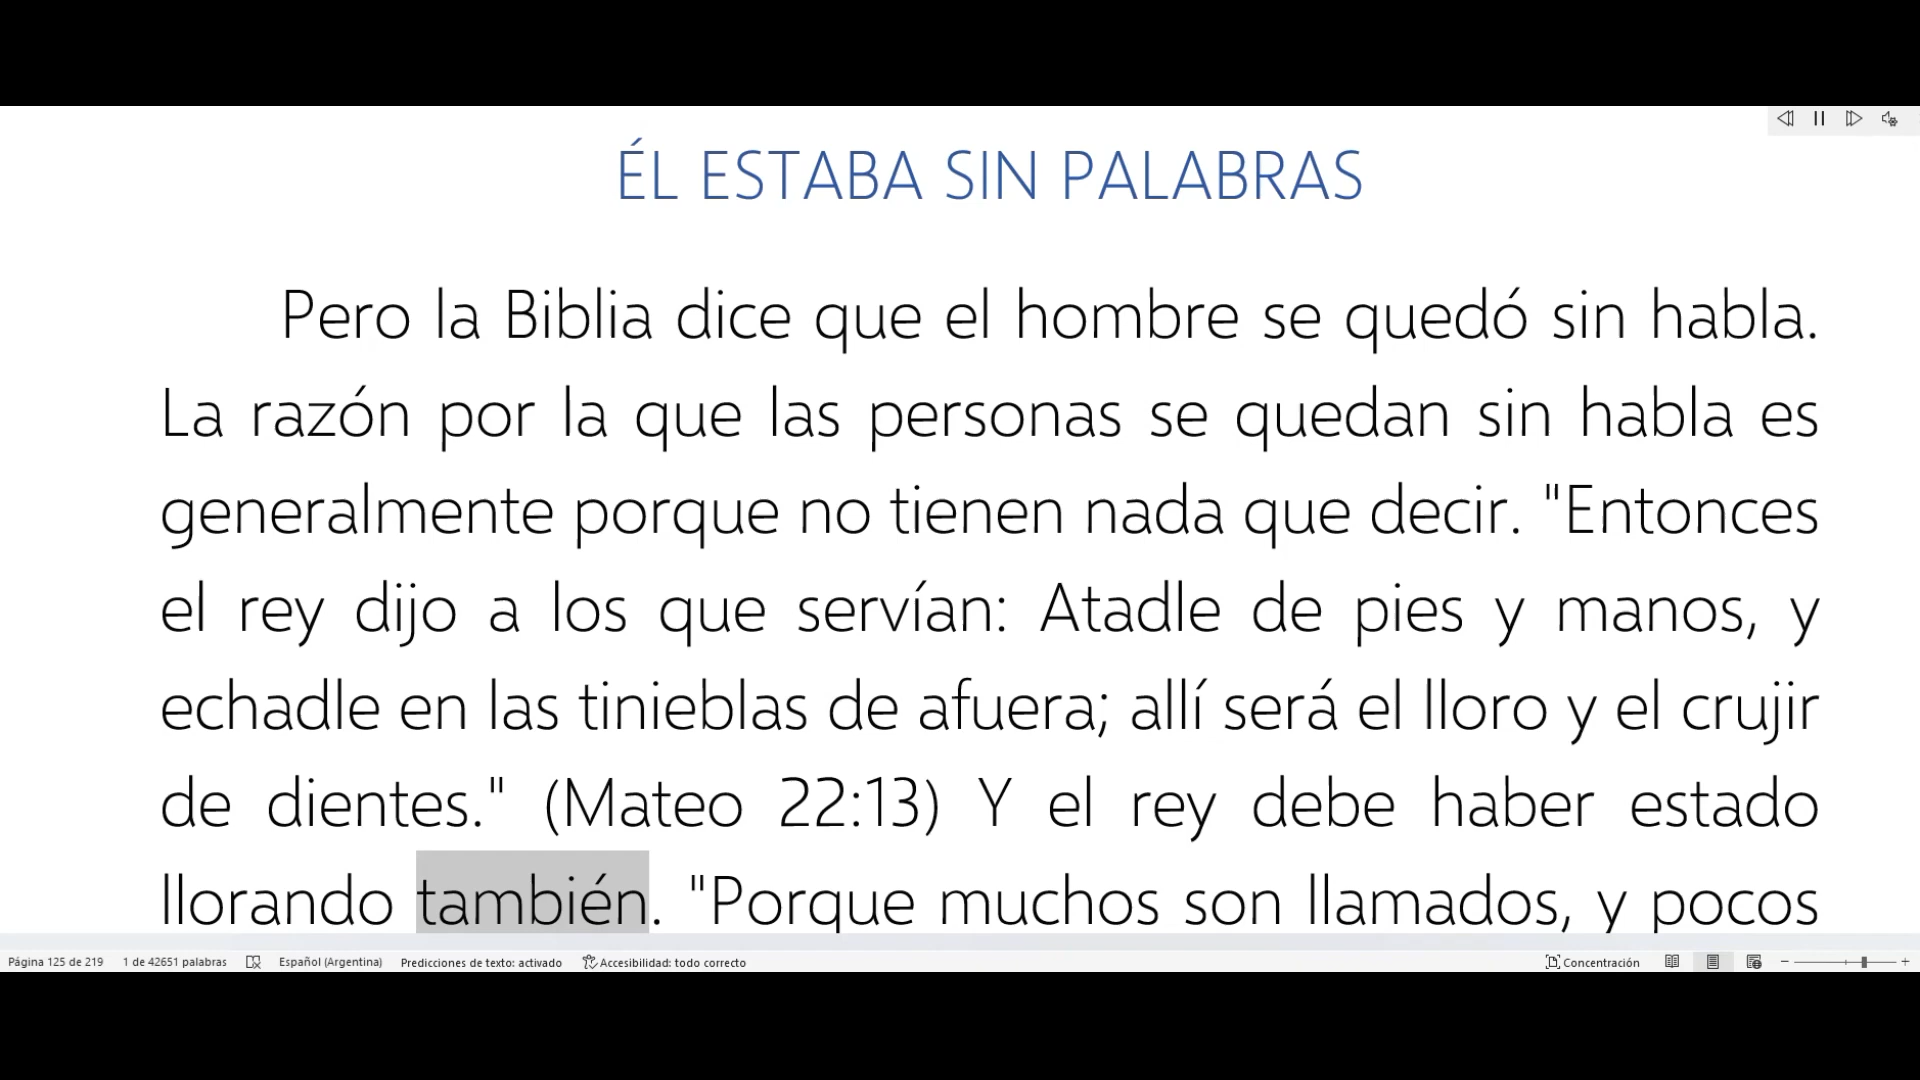 ÉL ESTABA SIN PALABRAS
Pero la Biblia dice que el hombre se quedó sin habla.
La razón por la que las personas se quedan sin habla es
generalmente porque no tienen nada que decir. "Entonces
el rey dijo a los que servían: Atadle de pies y manos, y
echadle en las tinieblas de afuera; allí será el lloro y el crujir
de dientes." (Mateo 22:13) Y el rey debe haber estado
llorando también. "Porque muchos son llamados, y pocos
Página 125 de 219 1 de 42651 palabras Español (Argentina) Predicciones de texto: activado Accesibilidad: todo correcto Concentración